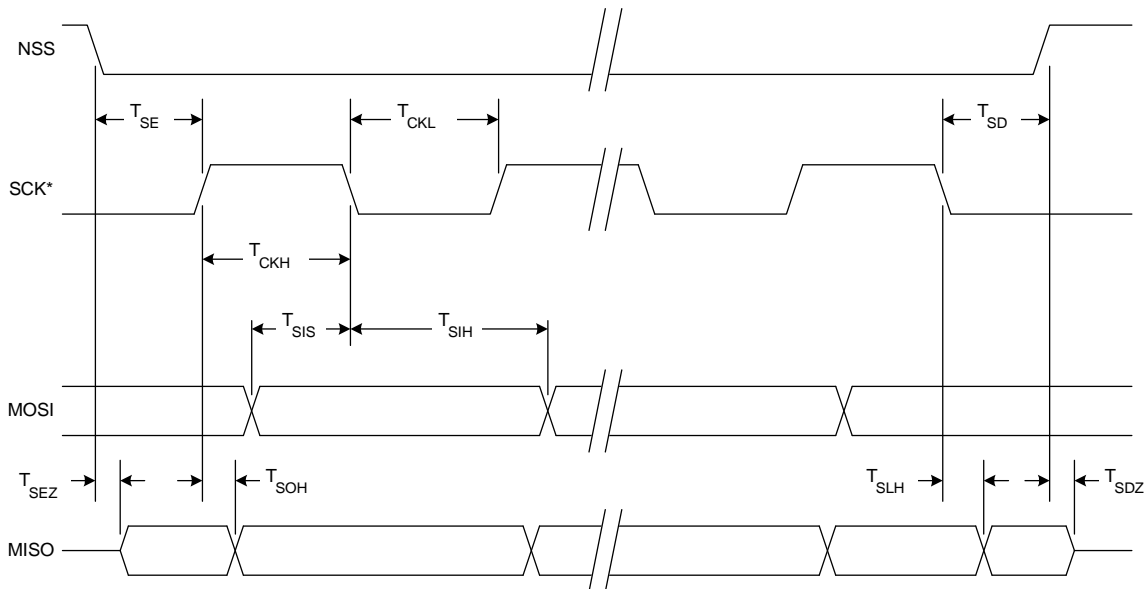 NSS
T_SE
T_CKL
T_SD
SCK*
T_CKH
T_SIS
T_SIH
MOSI
T_SEZ
T_SOH
T_SLH
T_SDZ
MISO